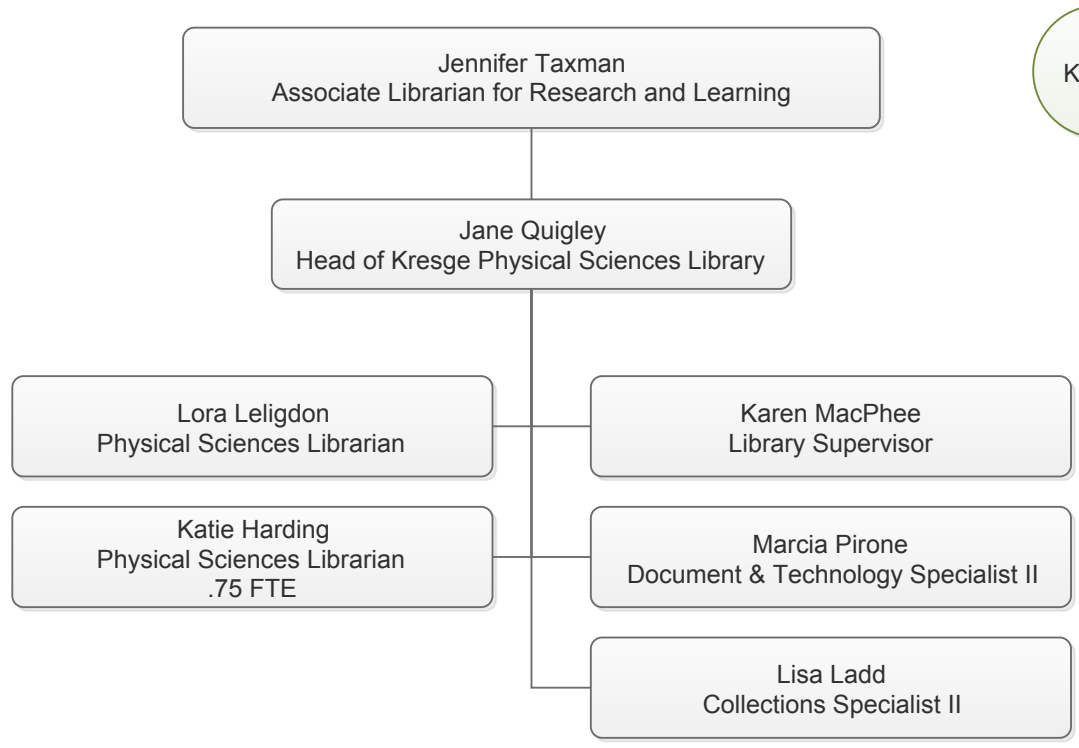 Jennifer Taxman
Associate Librarian for Research and Learning
K
Jane Quigley
Head of Kresge Physical Sciences Library
Lora Leligdon
Physical Sciences Librarian
Karen MacPhee
Library Supervisor
Katie Harding
Physical Sciences Librarian
.75 FTE
Marcia Pirone
Document & Technology Specialist II
Lisa Ladd
Collections Specialist II